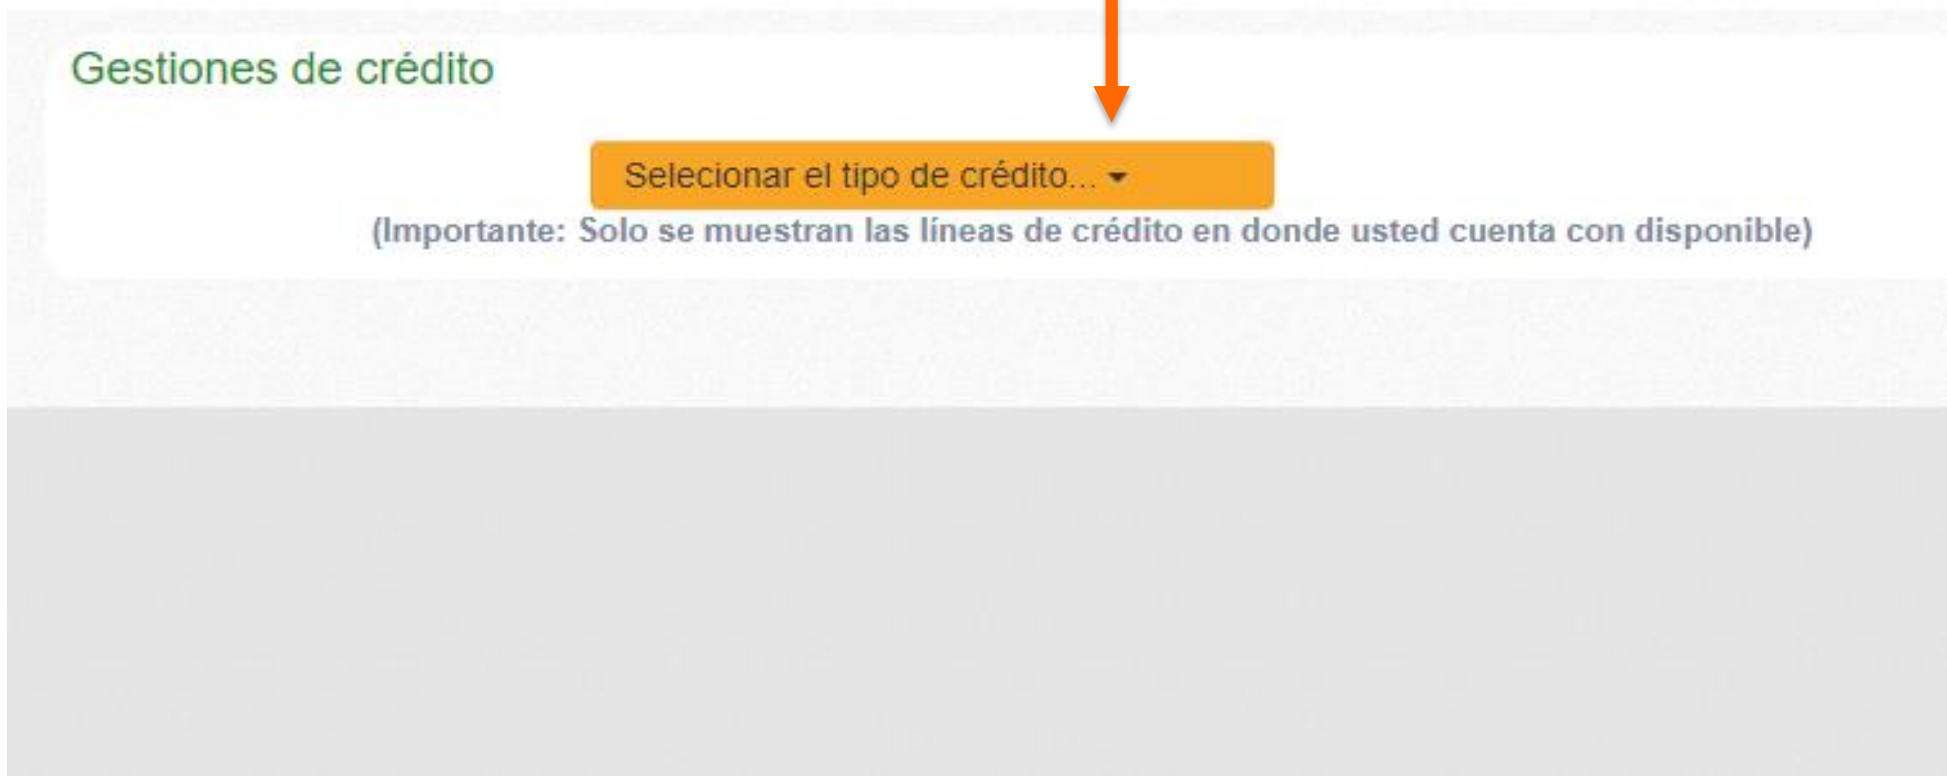 Gestiones de crédito
Selecionar el tipo de crédito...
(Importante: Solo se muestran las líneas de crédito en donde usted cuenta con disponible)